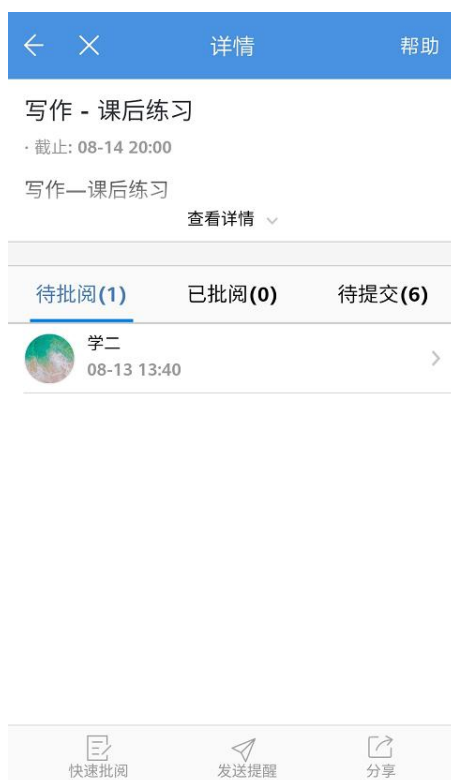 详情 帮助
写作 - 课后练习
· 截止: 08-14 20:00
写作—课后练习
查看详情
待批阅(1) 已批阅(0) 待提交(6)
学二
08-13 13:40
快速批阅 发送提醒 分享